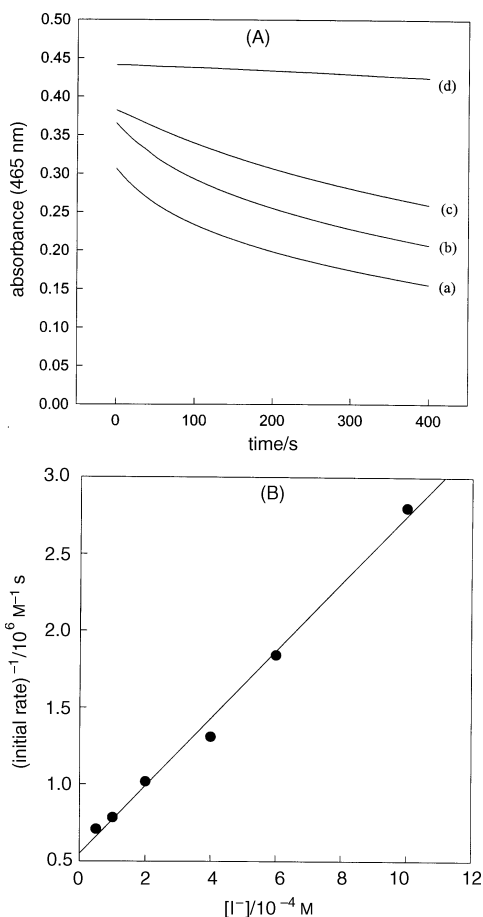 (A)
0.50
0.45
0.40
0.35
0.30
0.25
0.20
0.15
0.10
0.05
0.00
absorbance (465 nm)
(d)
(c)
(b)
(a)
0 100 200 300 400
time/s
(B)
3.0
2.5
2.0
1.5
1.0
0.5
(initial rate)⁻¹/10⁶ M⁻¹ s
0 2 4 6 8 10 12
[I⁻]/10⁻⁴ M